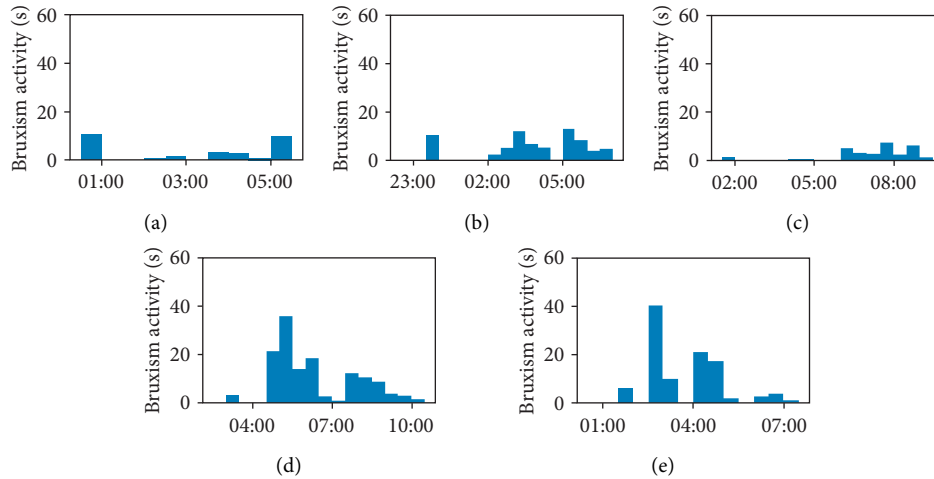 Bruxism activity (s)
60
40
20
0
01:00 03:00 05:00
(a)
Bruxism activity (s)
60
40
20
0
23:00 02:00 05:00
(b)
Bruxism activity (s)
60
40
20
0
02:00 05:00 08:00
(c)
Bruxism activity (s)
60
40
20
0
04:00 07:00 10:00
(d)
Bruxism activity (s)
60
40
20
0
01:00 04:00 07:00
(e)